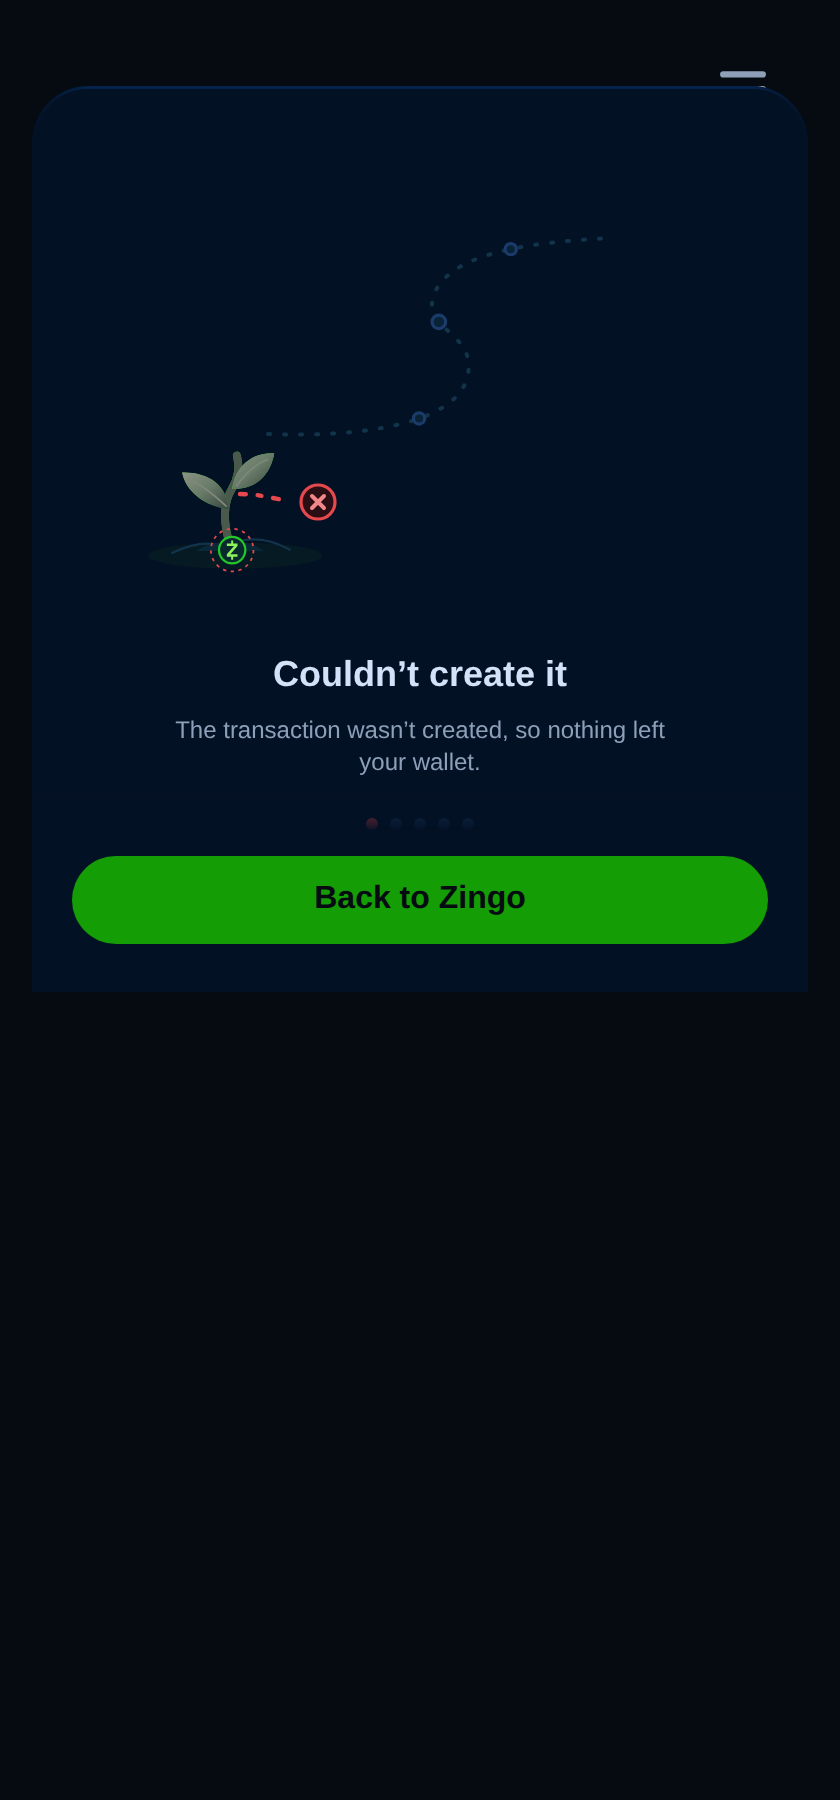 Couldn’t create it
The transaction wasn’t created, so nothing left
your wallet.
Back to Zingo